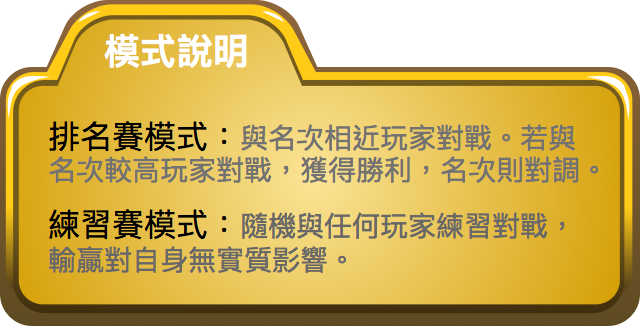 模式說明
排名賽模式：與名次相近玩家對戰。若與
名次較高玩家對戰，獲得勝利，名次則對調。
練習賽模式：隨機與任何玩家練習對戰，
輸贏對自身無實質影響。